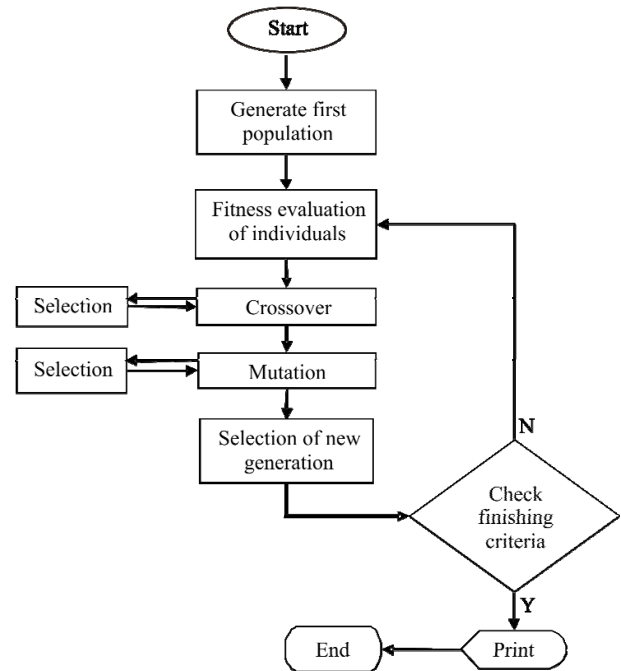 Start
Generate first
population
Fitness evaluation
of individuals
Selection
Crossover
Selection
Mutation
Selection of new
generation
N
Check
finishing
criteria
Y
End
Print